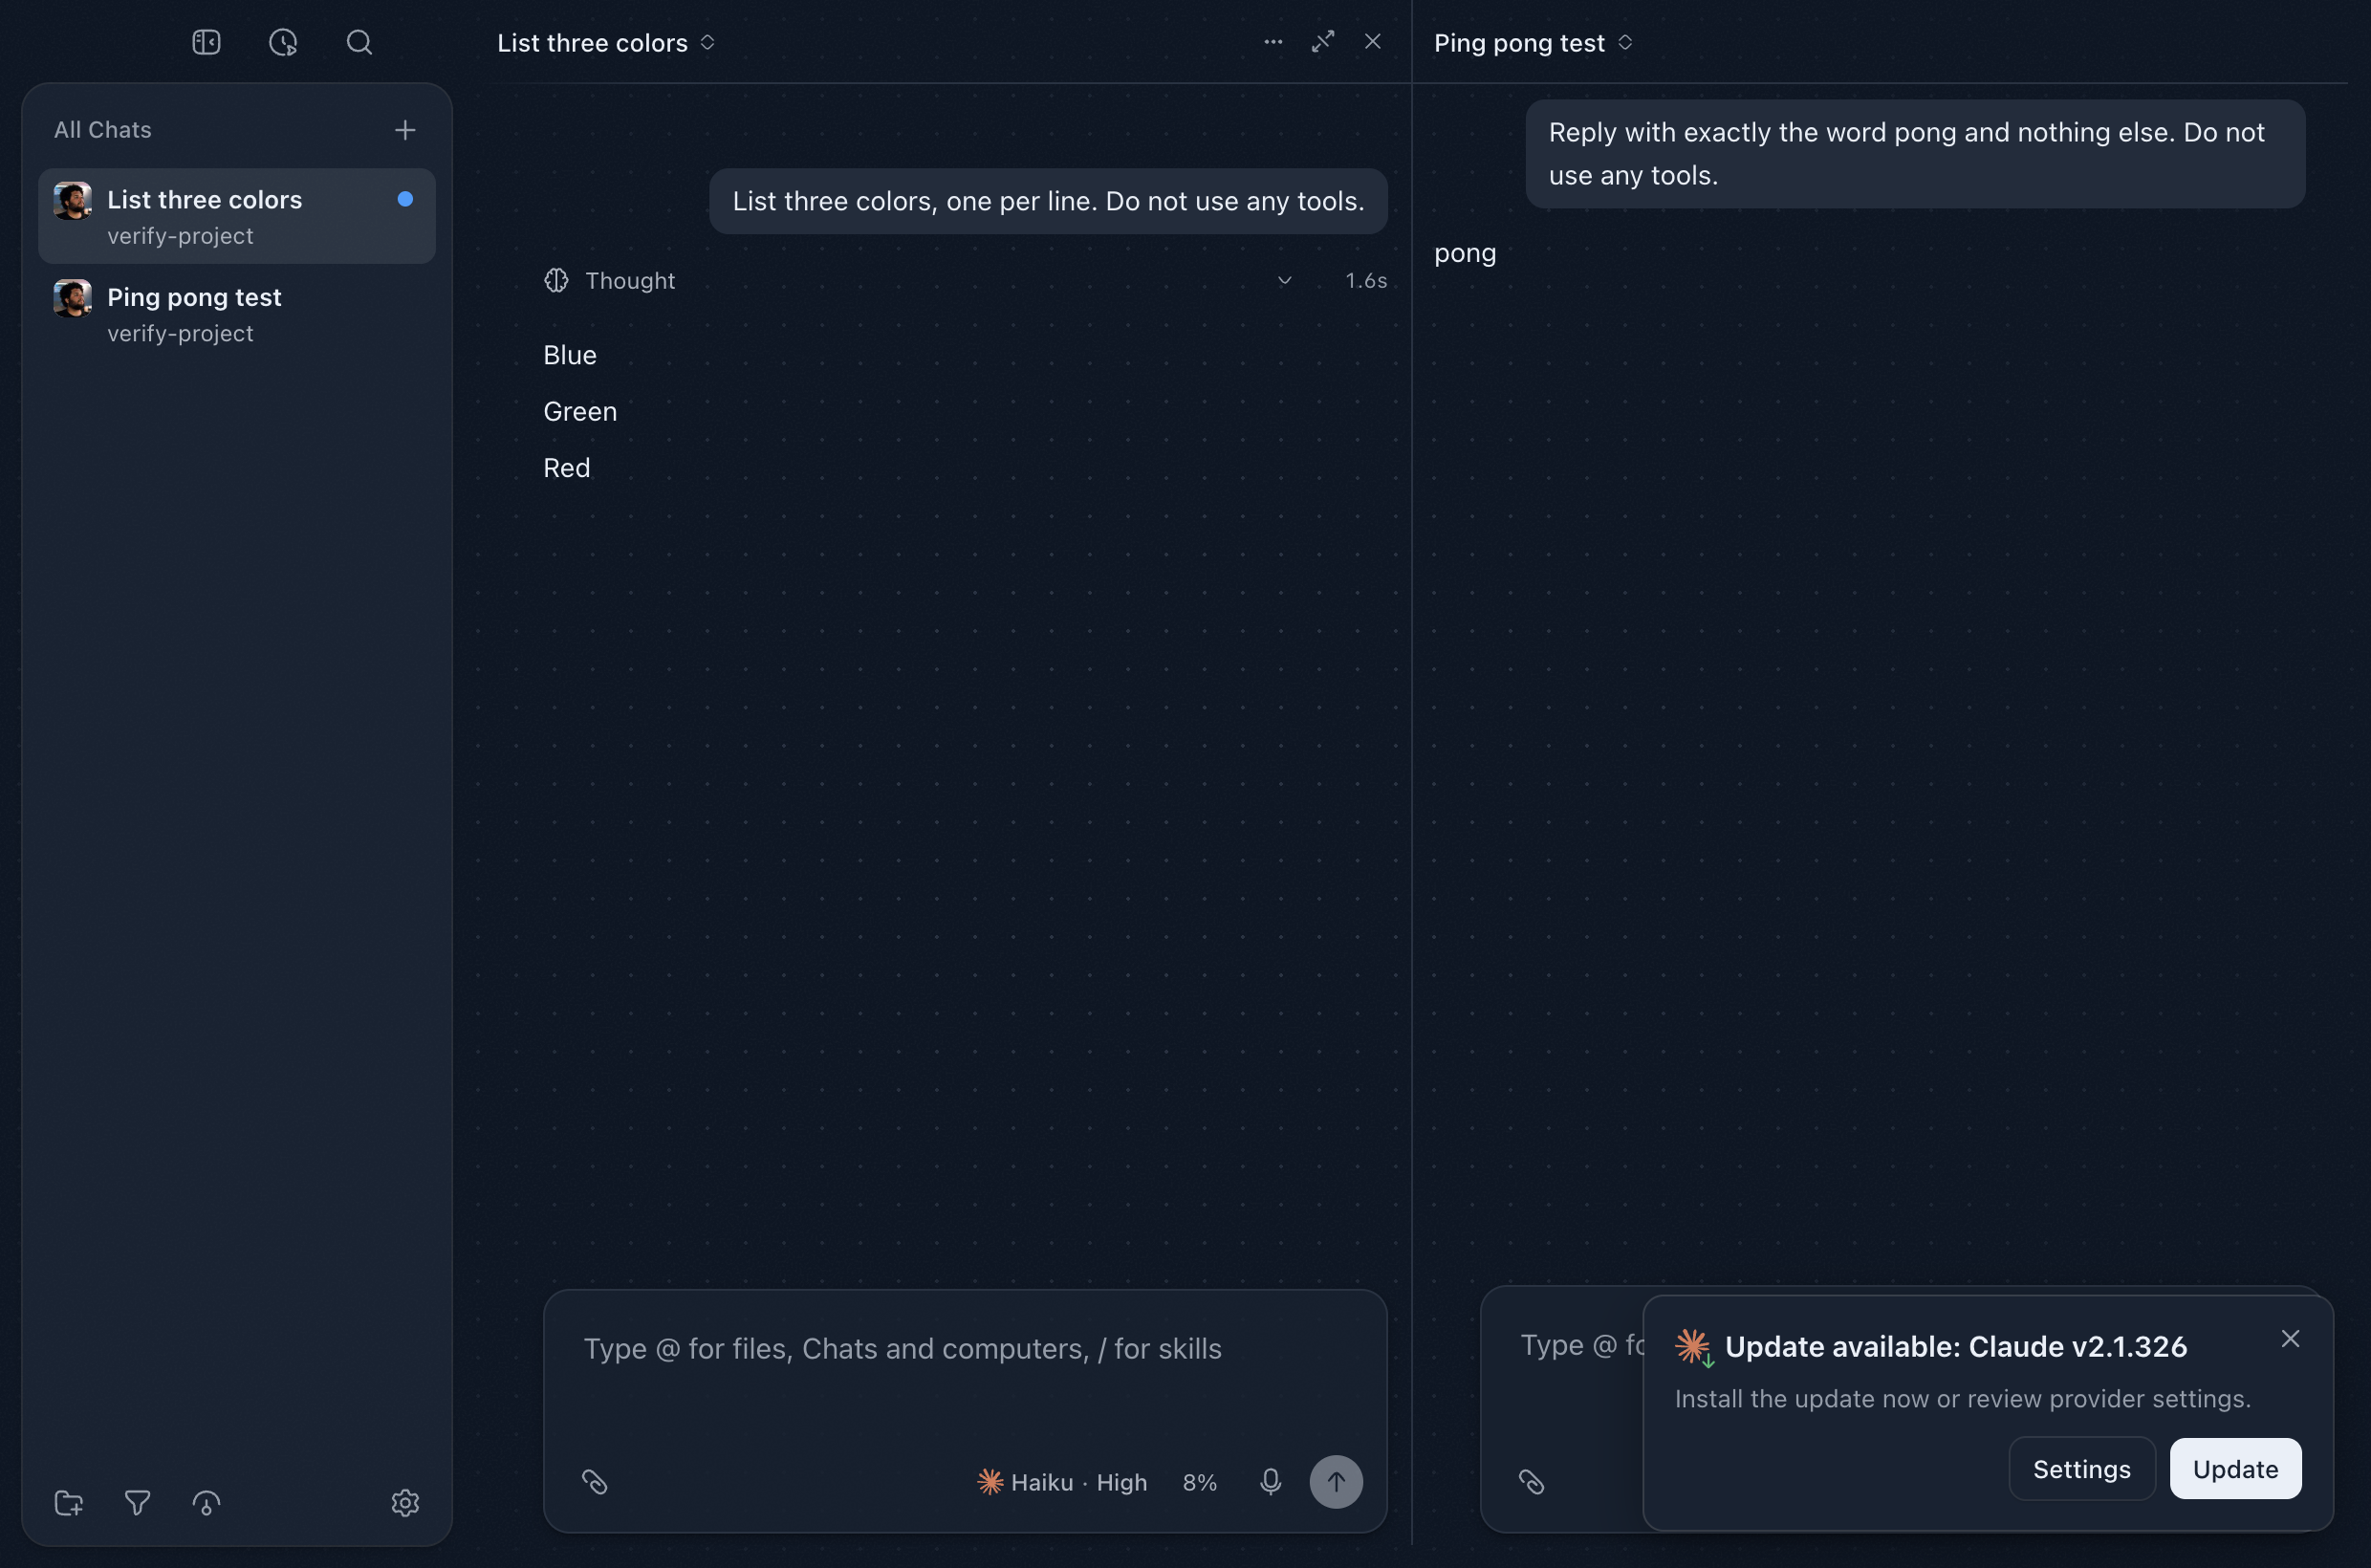 List three colors
Ping pong test
All Chats
List three colors
verify-project
Ping pong test
verify-project
List three colors, one per line. Do not use any tools.
Thought
1.6s
Blue
Green
Red
Type @ for files, Chats and computers, / for skills
Haiku · High
8%
Reply with exactly the word pong and nothing else. Do not
use any tools.
pong
Type @
Update available: Claude v2.1.326
Install the update now or review provider settings.
Settings
Update